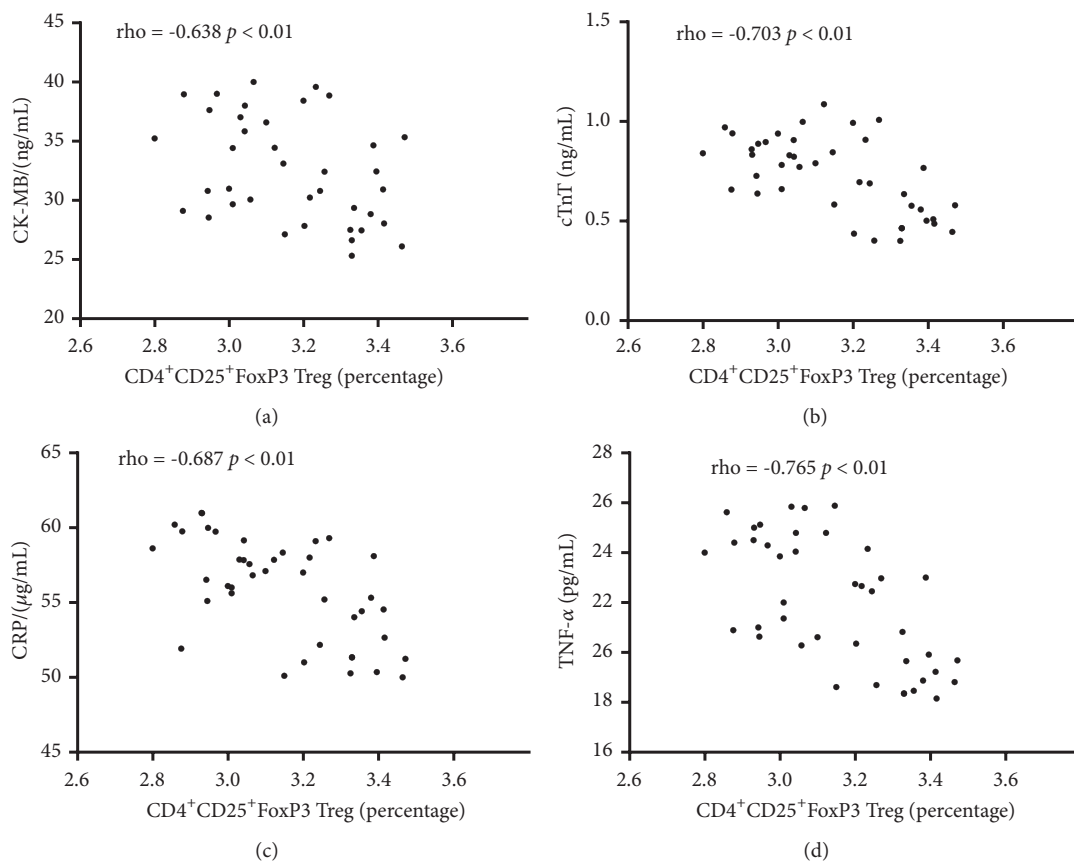 rho = -0.638 p < 0.01
45
40
35
30
25
20
CK-MB/(ng/mL)
2.6 2.8 3.0 3.2 3.4 3.6
CD4⁺CD25⁺FoxP3 Treg (percentage)
(a)
rho = -0.703 p < 0.01
1.5
1.0
0.5
0.0
cTnT (ng/mL)
2.6 2.8 3.0 3.2 3.4 3.6
CD4⁺CD25⁺FoxP3 Treg (percentage)
(b)
rho = -0.687 p < 0.01
65
60
55
50
45
CRP/(μg/mL)
2.6 2.8 3.0 3.2 3.4 3.6
CD4⁺CD25⁺FoxP3 Treg (percentage)
(c)
rho = -0.765 p < 0.01
28
26
24
22
26
18
16
TNF-α (pg/mL)
2.6 2.8 3.0 3.2 3.4 3.6
CD4⁺CD25⁺FoxP3 Treg (percentage)
(d)